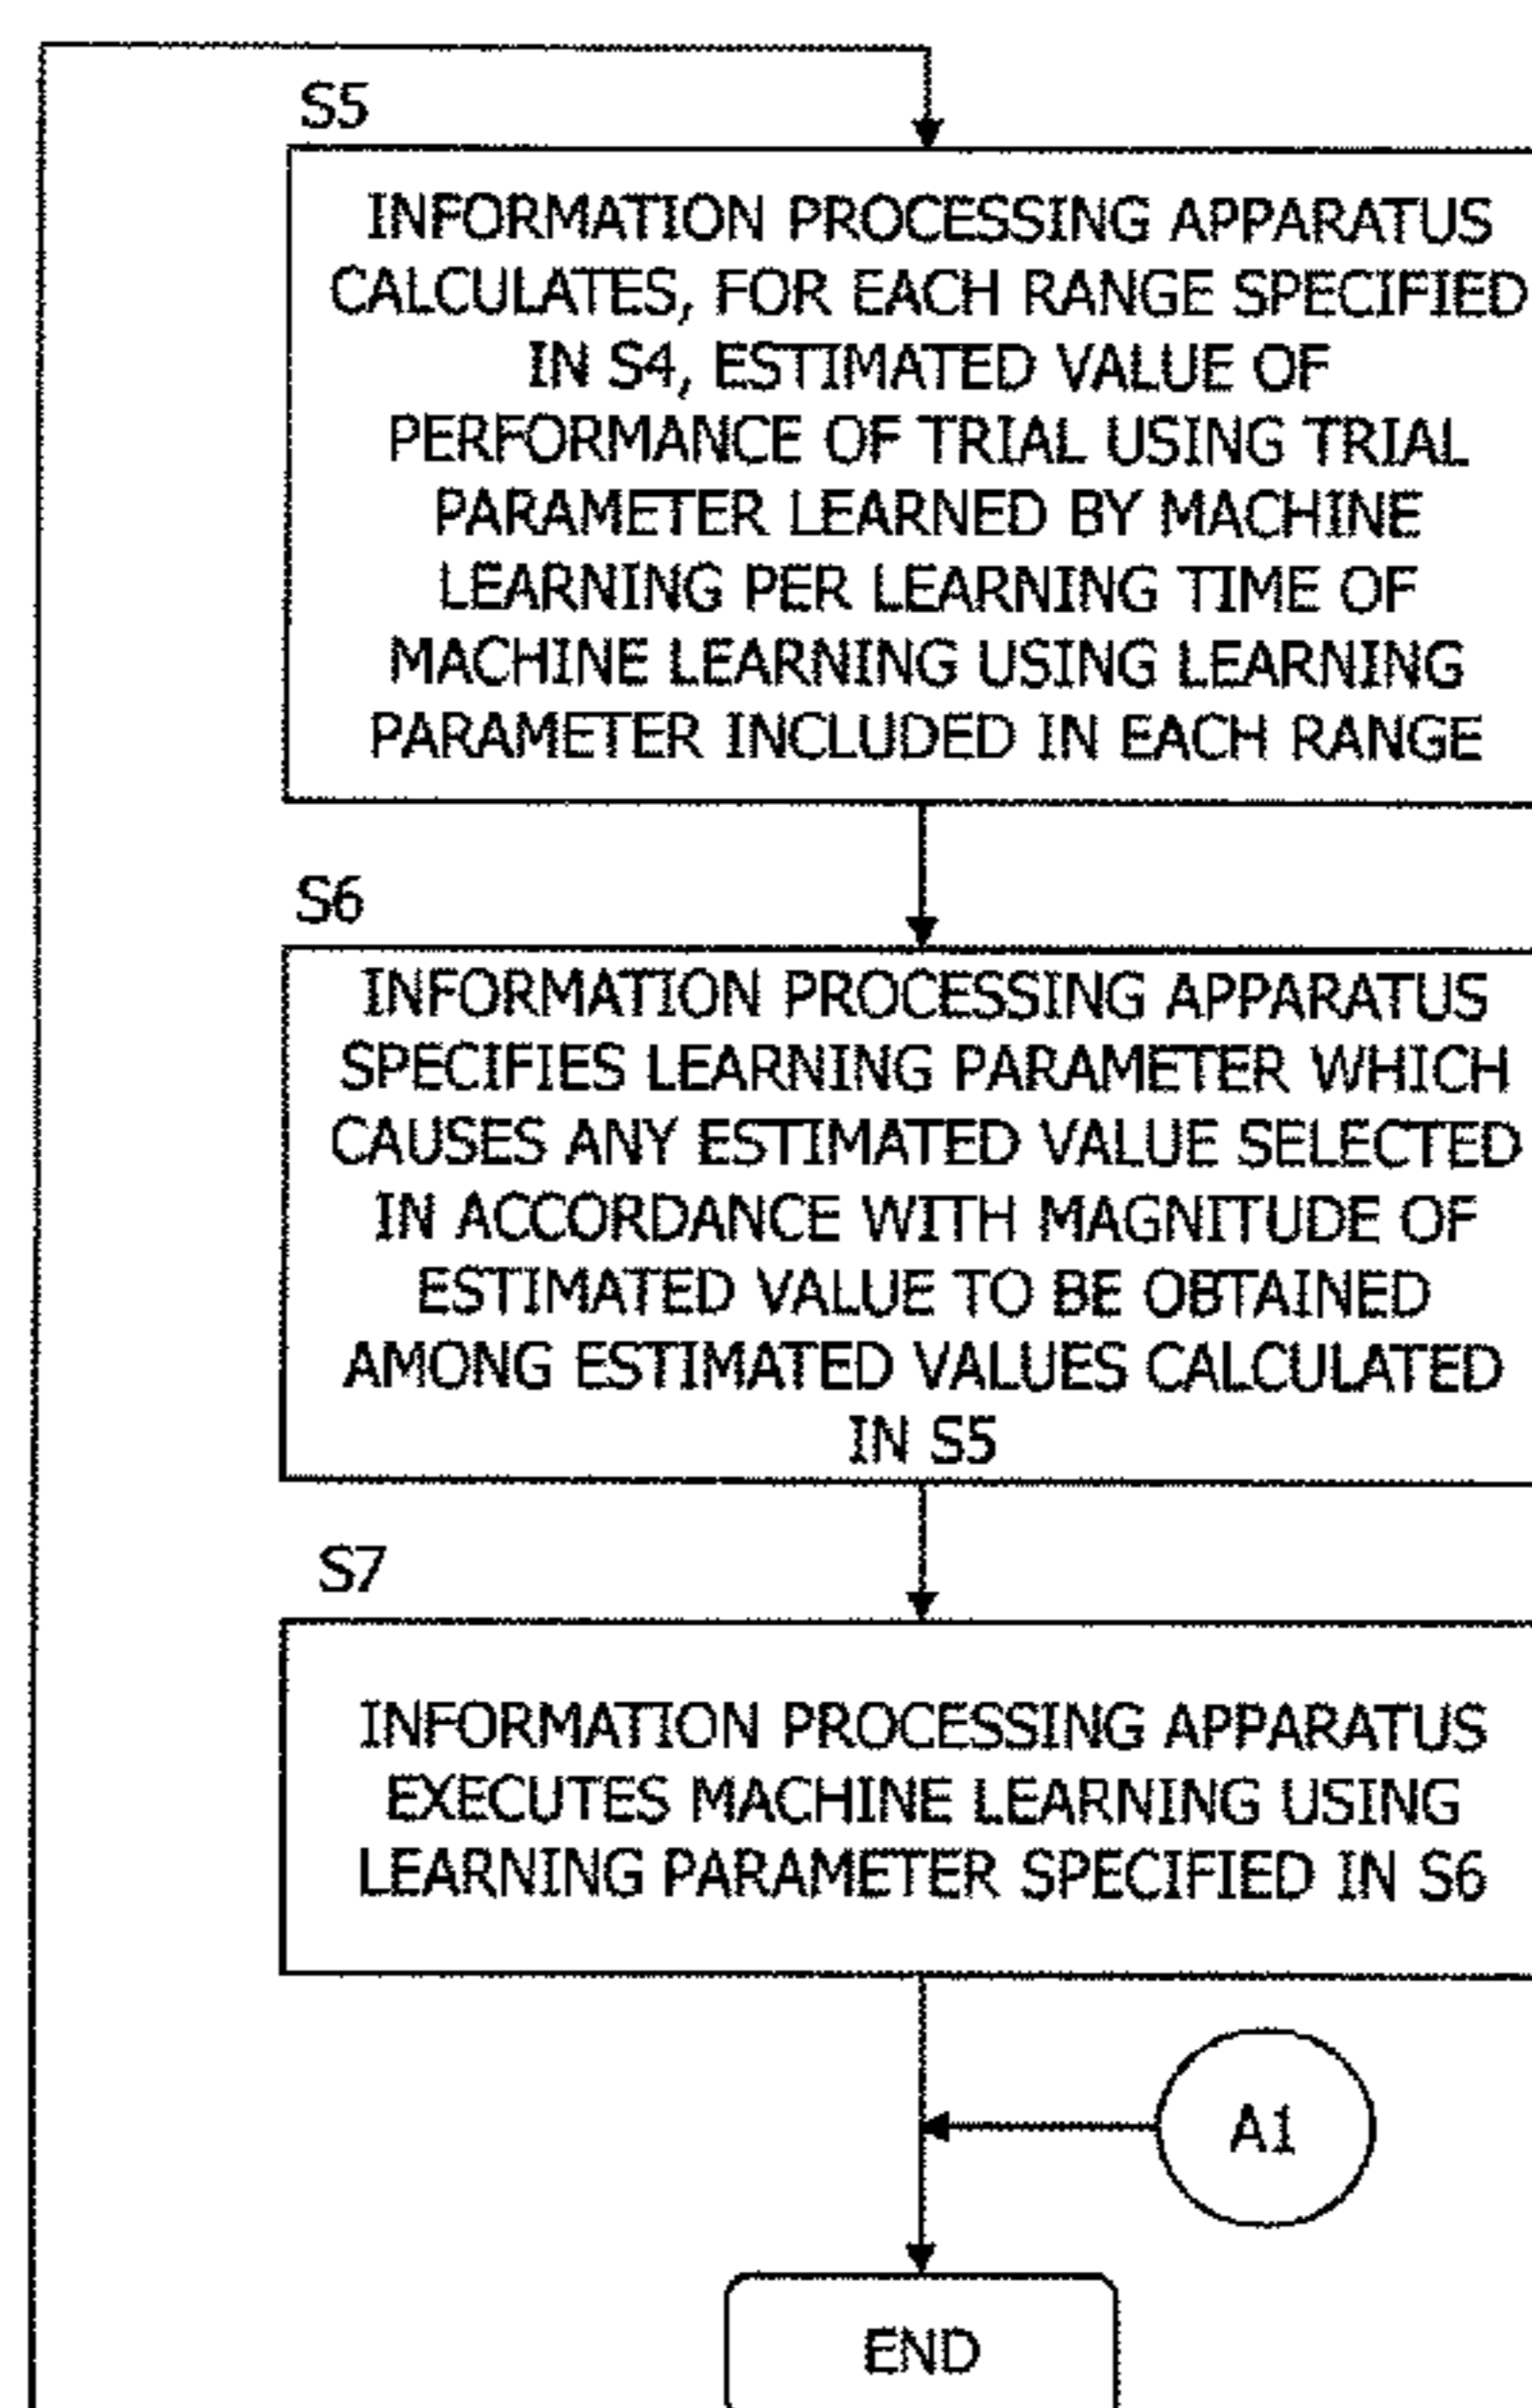 S5
INFORMATION PROCESSING APPARATUS
CALCULATES, FOR EACH RANGE SPECIFIED
IN S4, ESTIMATED VALUE OF
PERFORMANCE OF TRIAL USING TRIAL
PARAMETER LEARNED BY MACHINE
LEARNING PER LEARNING TIME OF
MACHINE LEARNING USING LEARNING
PARAMETER INCLUDED IN EACH RANGE
S6
INFORMATION PROCESSING APPARATUS
SPECIFIES LEARNING PARAMETER WHICH
CAUSES ANY ESTIMATED VALUE SELECTED
IN ACCORDANCE WITH MAGNITUDE OF
ESTIMATED VALUE TO BE OBTAINED
AMONG ESTIMATED VALUES CALCULATED
IN S5
S7
INFORMATION PROCESSING APPARATUS
EXECUTES MACHINE LEARNING USING
LEARNING PARAMETER SPECIFIED IN S6
A1
END